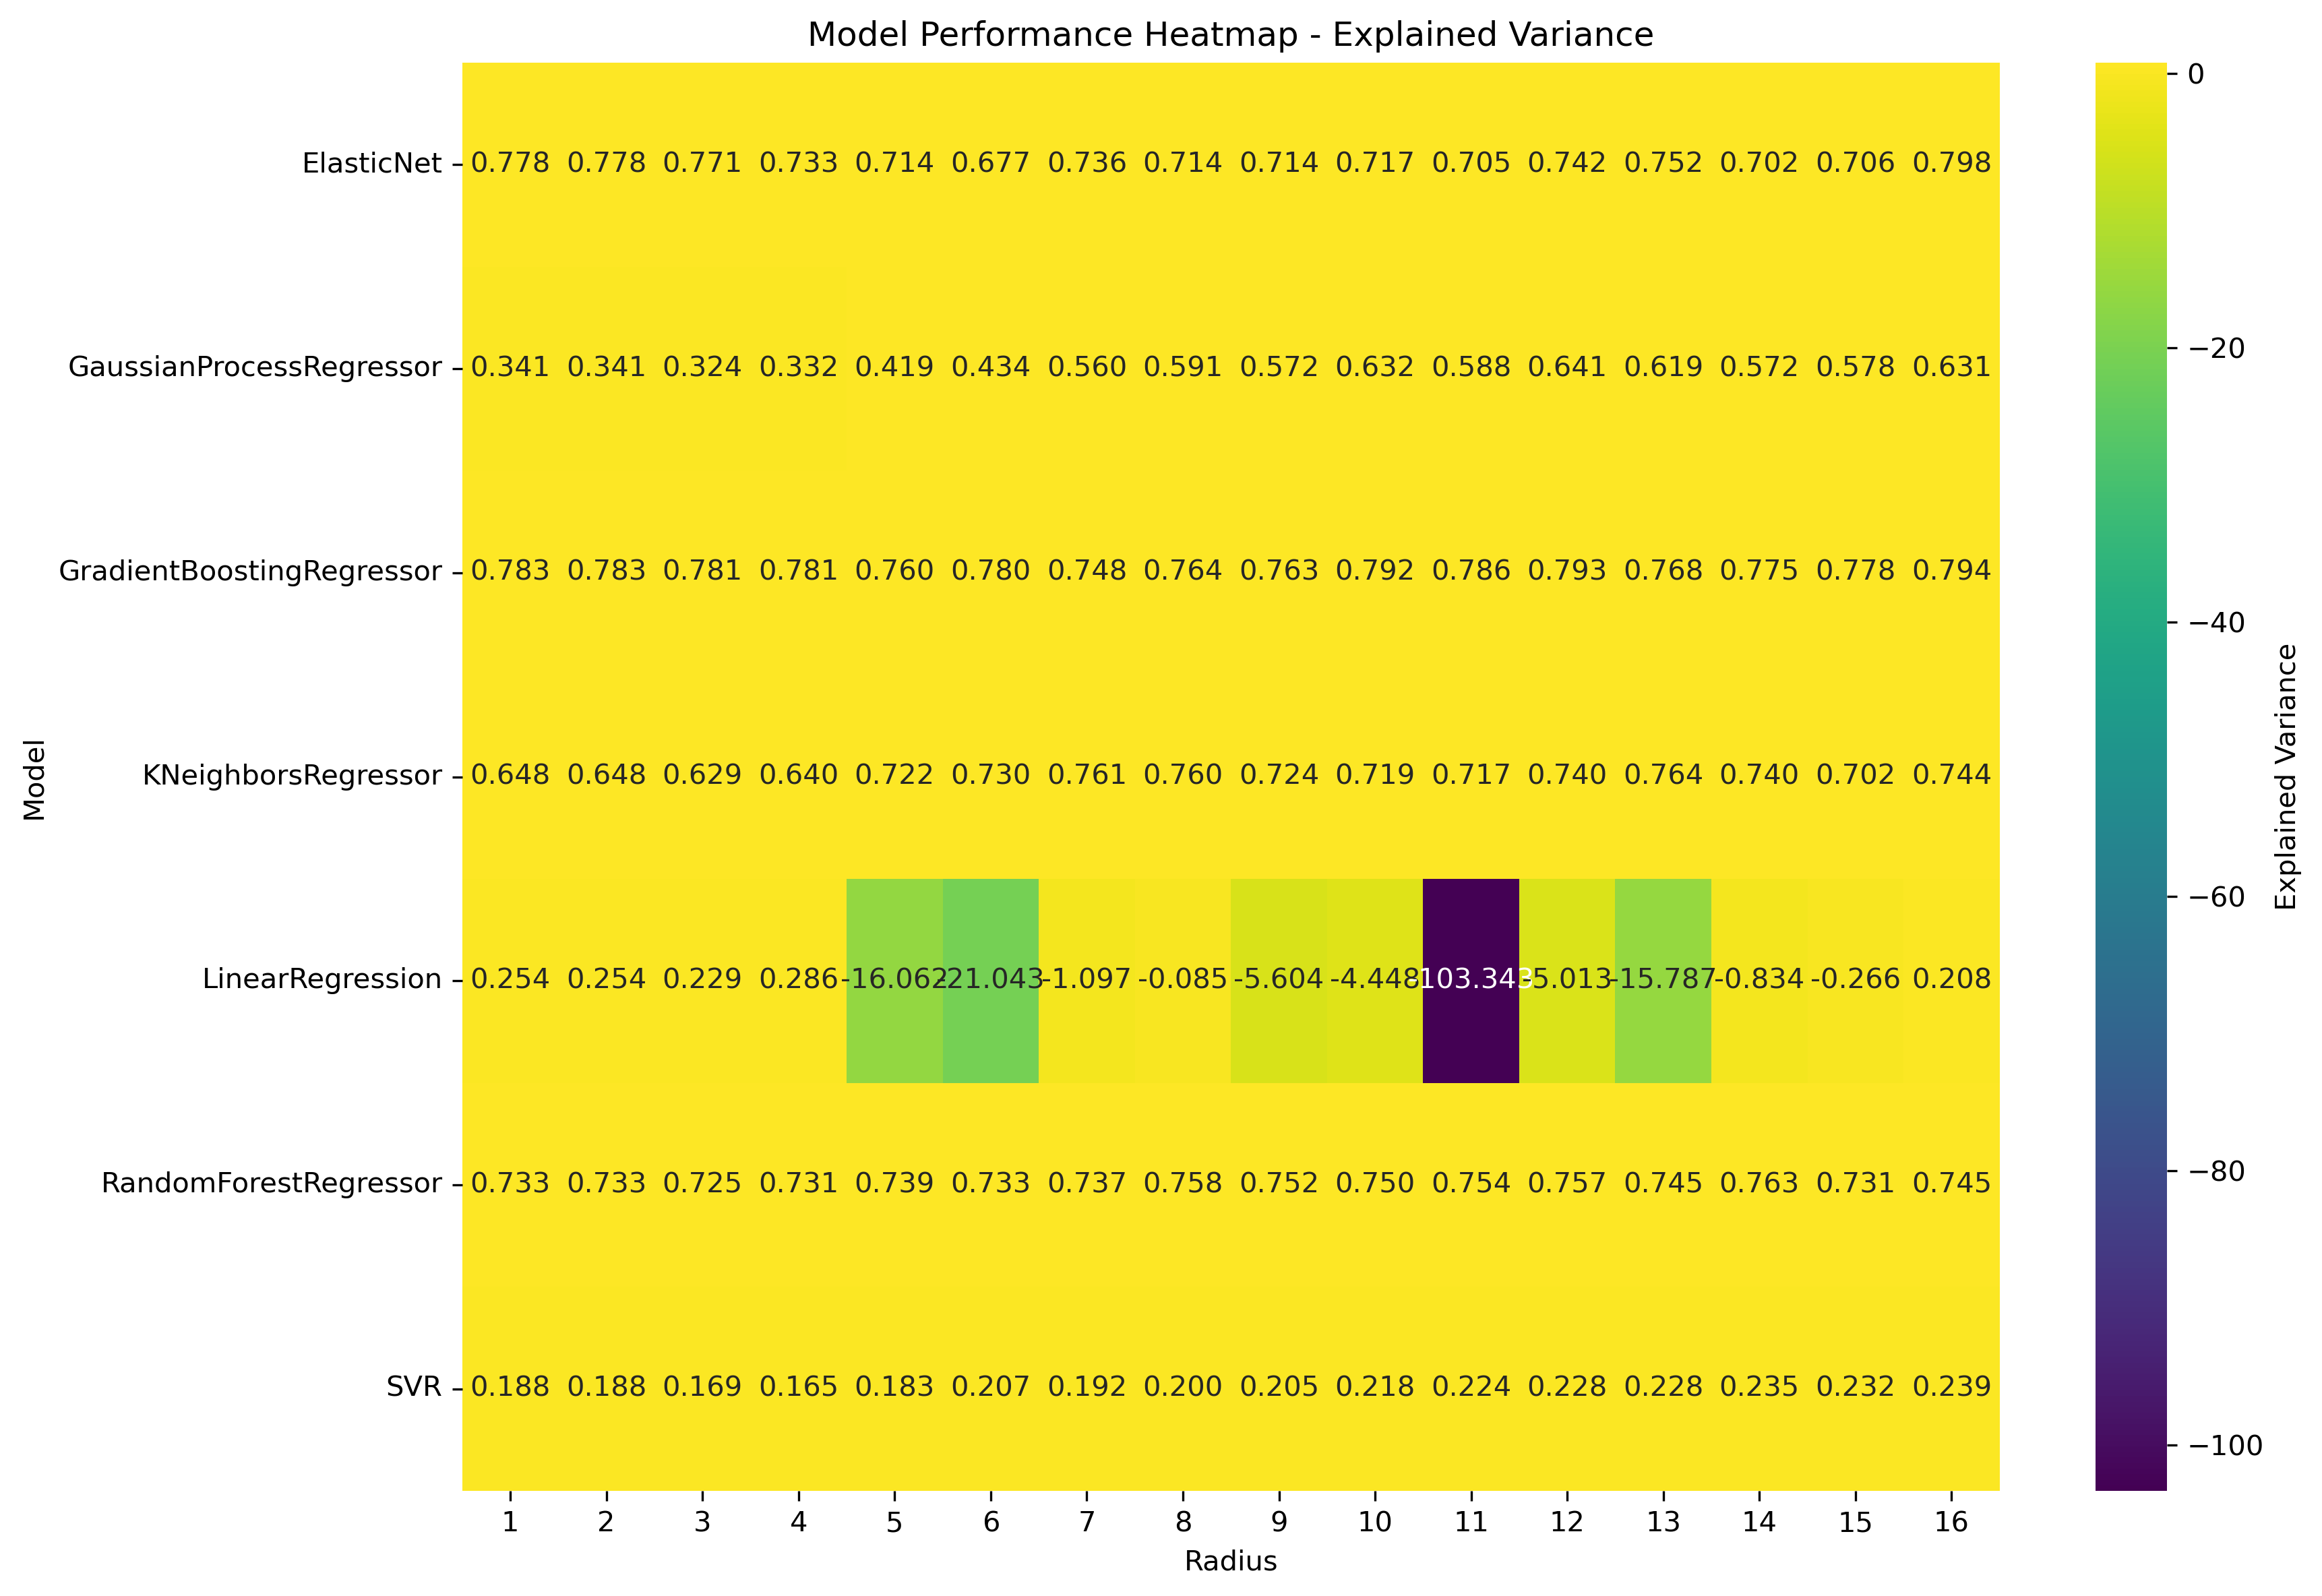 Model Performance Heatmap - Explained Variance
Model
ElasticNet 0.778 0.778 0.771 0.733 0.714 0.677 0.736 0.714 0.714 0.717 0.705 0.742 0.752 0.702 0.706 0.798
GaussianProcessRegressor 0.341 0.341 0.324 0.332 0.419 0.434 0.560 0.591 0.572 0.632 0.588 0.641 0.619 0.572 0.578 0.631
GradientBoostingRegressor 0.783 0.783 0.781 0.781 0.760 0.780 0.748 0.764 0.763 0.792 0.786 0.793 0.768 0.775 0.778 0.794
KNeighborsRegressor 0.648 0.648 0.629 0.640 0.722 0.730 0.761 0.760 0.724 0.719 0.717 0.740 0.764 0.740 0.702 0.744
LinearRegression 0.254 0.254 0.229 0.286 -16.062 -21.043 -1.097 -0.085 -5.604 -4.448 -103.343 -5.013 -15.787 -0.834 -0.266 0.208
RandomForestRegressor 0.733 0.733 0.725 0.731 0.739 0.733 0.737 0.758 0.752 0.750 0.754 0.757 0.745 0.763 0.731 0.745
SVR 0.188 0.188 0.169 0.165 0.183 0.207 0.192 0.200 0.205 0.218 0.224 0.228 0.228 0.235 0.232 0.239
1 2 3 4 5 6 7 8 9 10 11 12 13 14 15 16
Radius
0
−20
−40
−60
−80
−100
Explained Variance